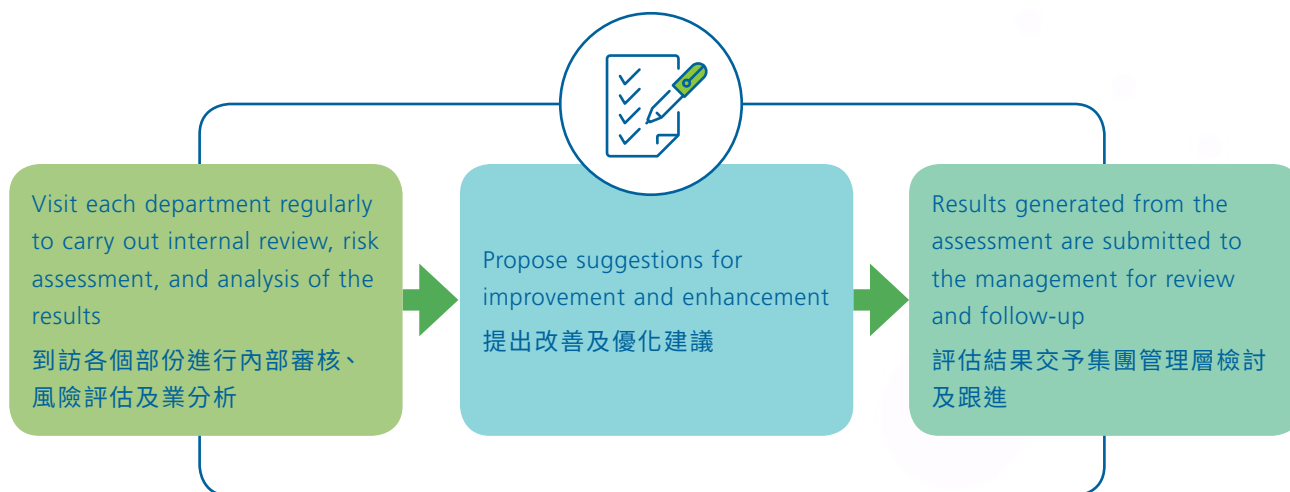 Visit each department regularly
to carry out internal review, risk
assessment, and analysis of the
results
到訪各個部份進行內部審核、
風險評估及業分析
Propose suggestions for
improvement and enhancement
提出改善及優化建議
Results generated from the
assessment are submitted to
the management for review
and follow-up
評估結果交予集團管理層檢討
及跟進